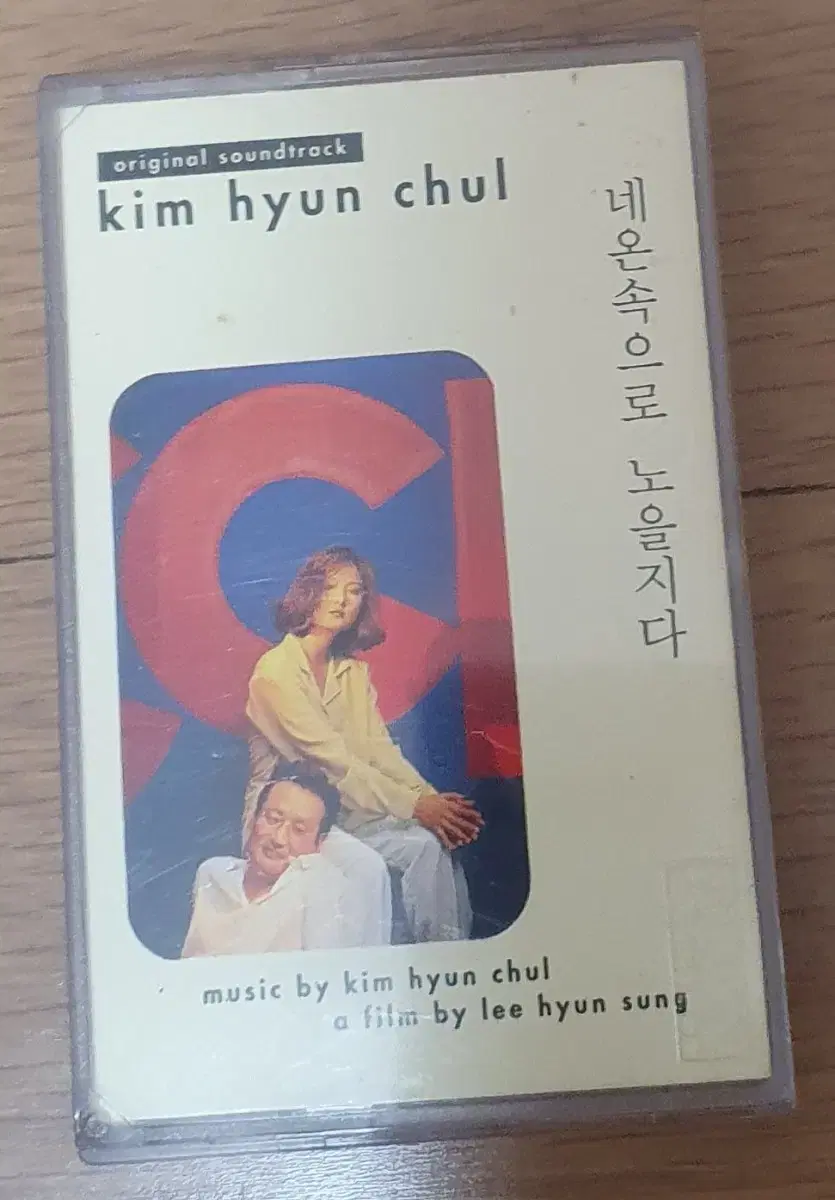 original soundtrack
kim hyun chul
네온속으로 노을지다
music by kim hyun chul
a film by lee hyun sung